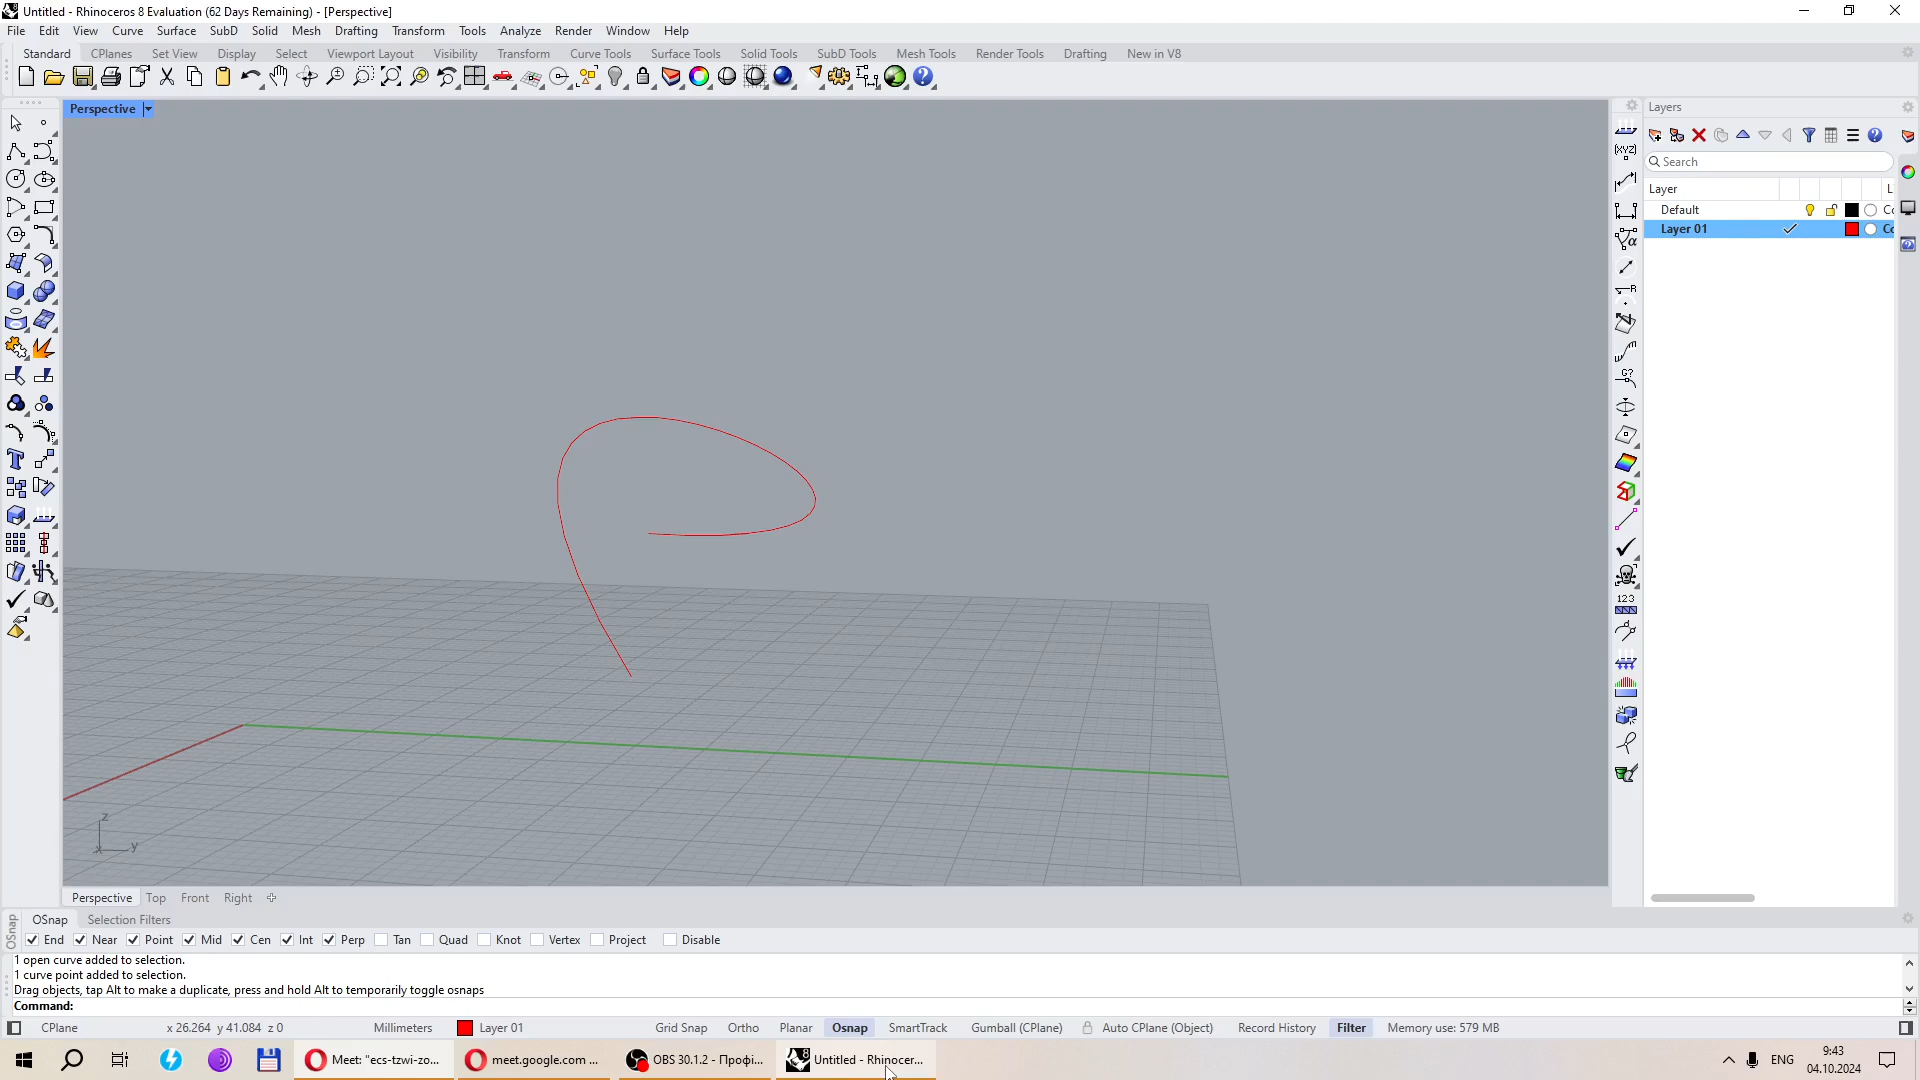 Untitled - Rhinoceros 8 Evaluation (62 Days Remaining) - [Perspective]
File Edit View Curve Surface SubD Solid Mesh Drafting Transform Tools Analyze Render Window Help
Standard CPlanes Set View Display Select Viewport Layout Visibility Transform Curve Tools Surface Tools Solid Tools SubD Tools Mesh Tools Render Tools Drafting New in V8
Perspective
Layers
Search
Layer L
Default Co
Layer 01 Co
(XYZ)
R
G?
123
z
y
x
Perspective Top Front Right
OSnap
OSnap Selection Filters
End Near Point Mid Cen Int Perp Tan Quad Knot Vertex Project Disable
1 open curve added to selection.
1 curve point added to selection.
Drag objects, tap Alt to make a duplicate, press and hold Alt to temporarily toggle osnaps
Command:
CPlane x 26.264 y 41.084 z 0 Millimeters Layer 01 Grid Snap Ortho Planar Osnap SmartTrack Gumball (CPlane) Auto CPlane (Object) Record History Filter Memory use: 579 MB
Meet: "ecs-tzwi-zo... meet.google.com ... OBS 30.1.2 - Профі... Untitled - Rhinocer... ENG 9:43
04.10.2024